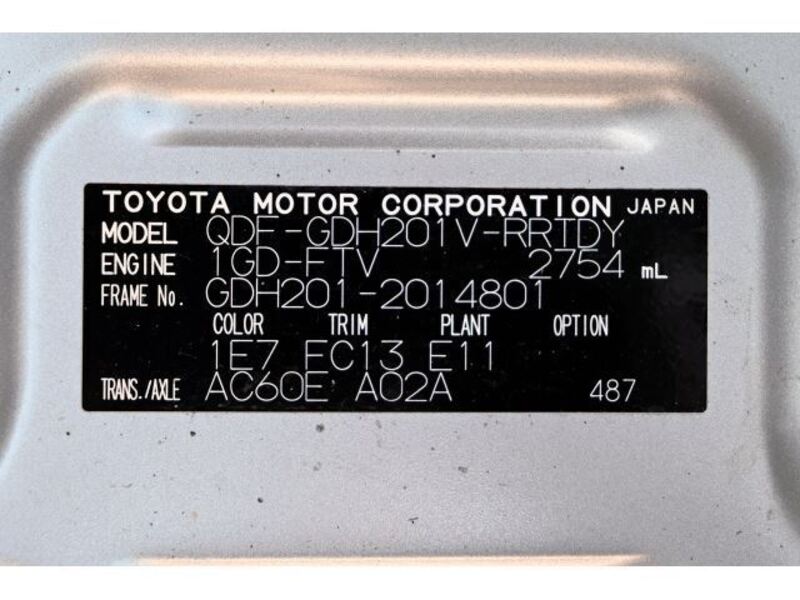 TOYOTA MOTOR CORPORATION JAPAN
MODEL QDF-GDH201V-RRTDY
ENGINE 1GD-FTV 2754 mL
FRAME No. GDH201-2014801
COLOR TRIM PLANT OPTION
1E7 FC13 E11
TRANS./AXLE AC60E A02A 487